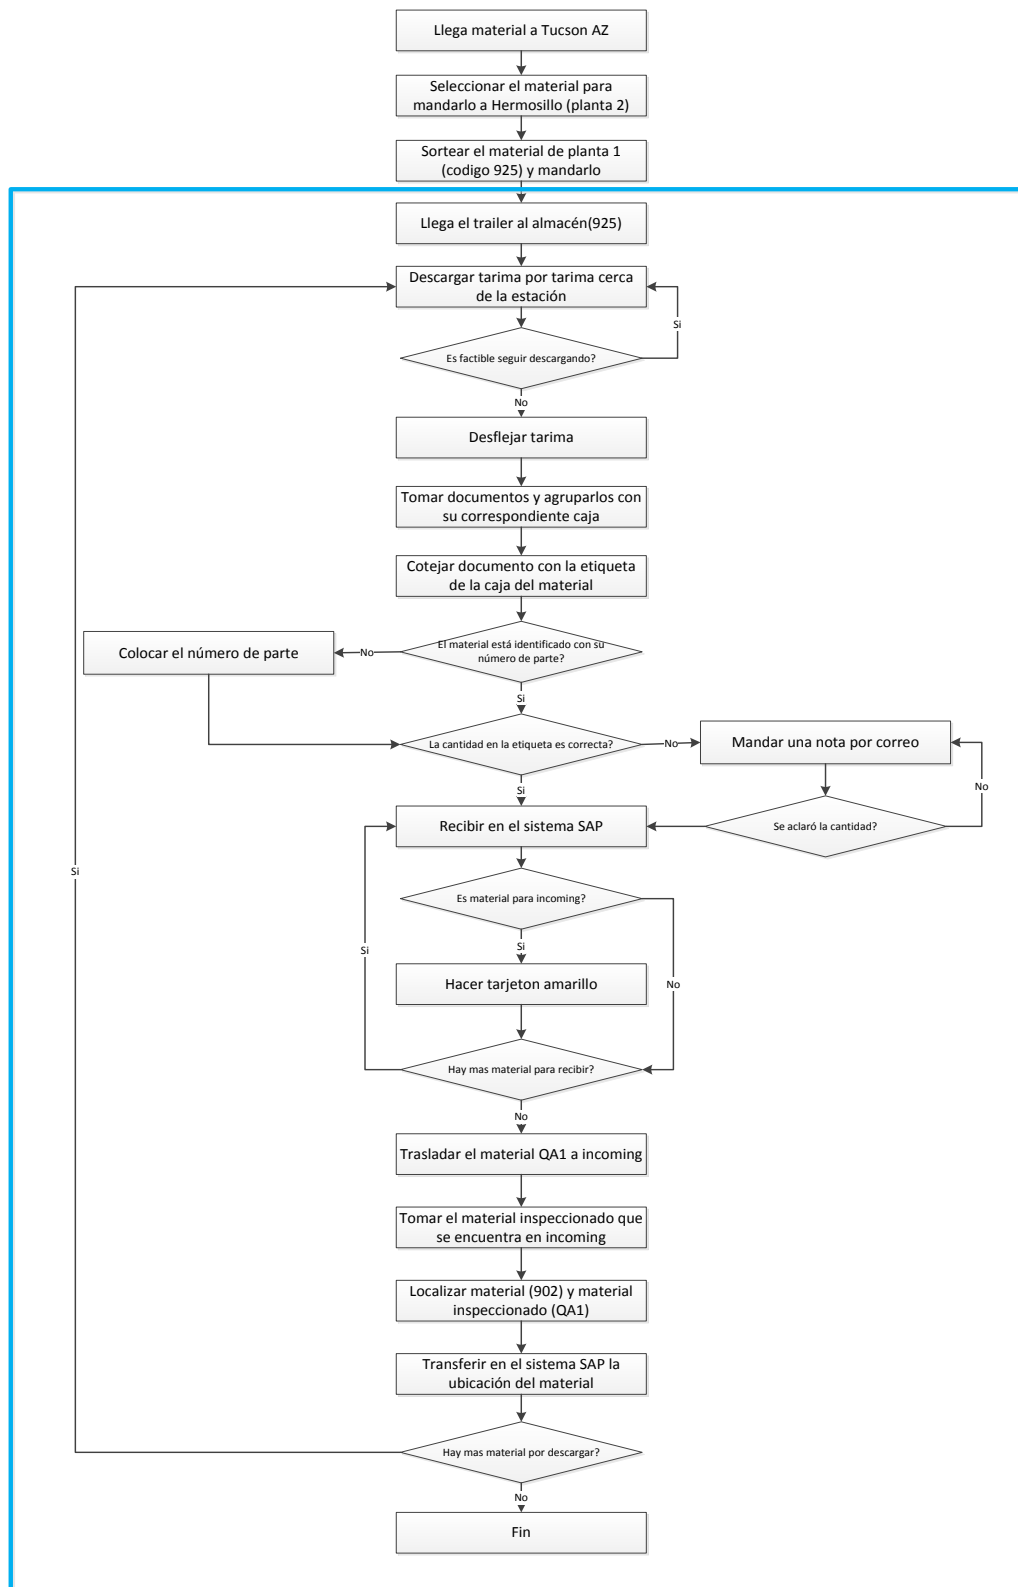 Llega material a Tucson AZ
Seleccionar el material para
mandarlo a Hermosillo (planta 2)
Sortear el material de planta 1
(codigo 925) y mandarlo
Llega el trailer al almacén(925)
Descargar tarima por tarima cerca
de la estación
Si
Es factible seguir descargando?
No
Desflejar tarima
Tomar documentos y agruparlos con
su correspondiente caja
Cotejar documento con la etiqueta
de la caja del material
El material está identificado con su
número de parte?
No
Colocar el número de parte
Si
La cantidad en la etiqueta es correcta?
No
Mandar una nota por correo
No
Si
Se aclaró la cantidad?
Recibir en el sistema SAP
Si
Es material para incoming?
Si
Si
No
Hacer tarjeton amarillo
Hay mas material para recibir?
No
Trasladar el material QA1 a incoming
Tomar el material inspeccionado que
se encuentra en incoming
Localizar material (902) y material
inspeccionado (QA1)
Transferir en el sistema SAP la
ubicación del material
Hay mas material por descargar?
No
Fin